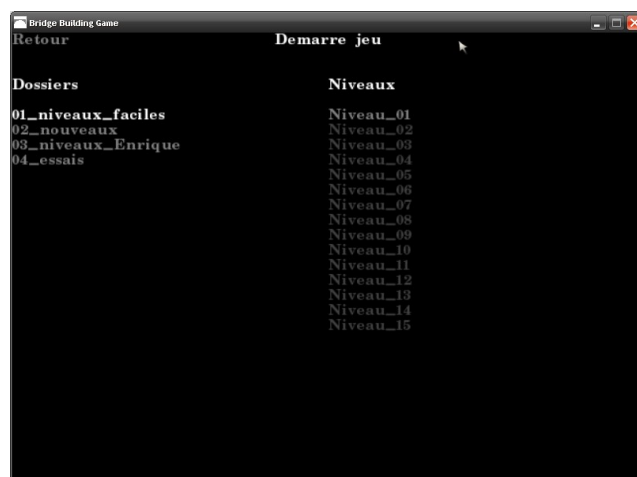 Bridge Building Game
Retour
Demarre jeu
Dossiers
01_niveaux_faciles
02_nouveaux
03_niveaux_Enrique
04_essais
Niveaux
Niveau_01
Niveau_02
Niveau_03
Niveau_04
Niveau_05
Niveau_06
Niveau_07
Niveau_08
Niveau_09
Niveau_10
Niveau_11
Niveau_12
Niveau_13
Niveau_14
Niveau_15